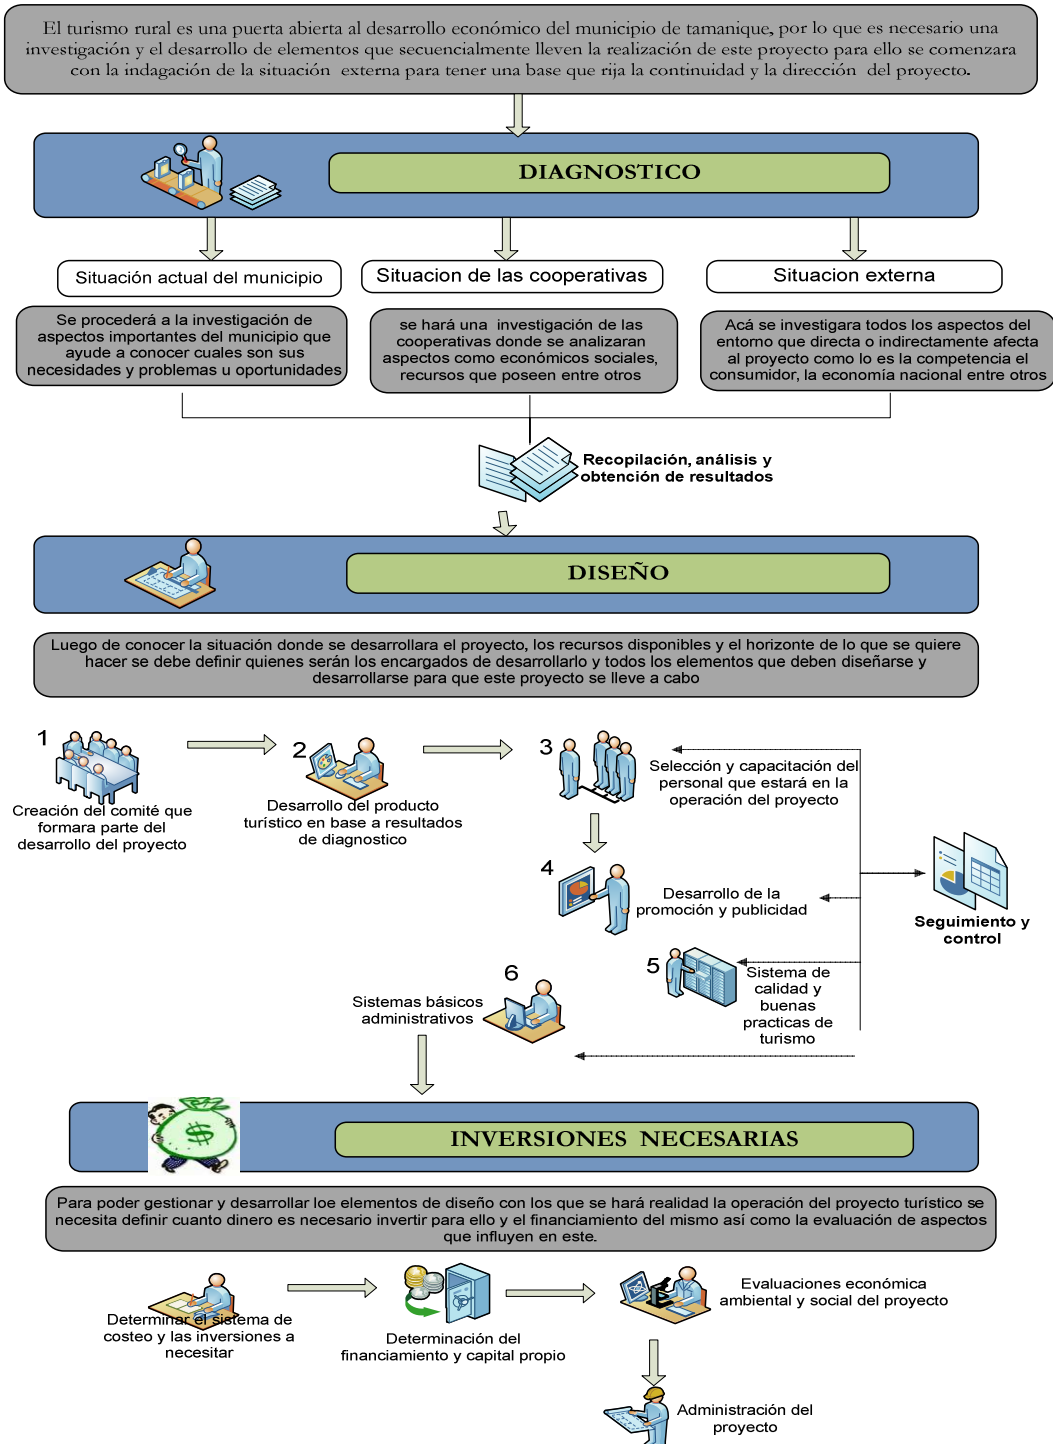 El turismo rural es una puerta abierta al desarrollo económico del municipio de tamanique, por lo que es necesario una
investigación y el desarrollo de elementos que secuencialmente lleven la realización de este proyecto para ello se comenzara
con la indagación de la situación externa para tener una base que rija la continuidad y la dirección del proyecto.
DIAGNOSTICO
Situación actual del municipio
Se procederá a la investigación de
aspectos importantes del municipio que
ayude a conocer cuales son sus
necesidades y problemas u oportunidades
Situacion de las cooperativas
se hará una investigación de las
cooperativas donde se analizaran
aspectos como económicos sociales,
recursos que poseen entre otros
Situacion externa
Acá se investigara todos los aspectos del
entorno que directa o indirectamente afecta
al proyecto como lo es la competencia el
consumidor, la economía nacional entre otros
Recopilación, análisis y
obtención de resultados
DISEÑO
Luego de conocer la situación donde se desarrollara el proyecto, los recursos disponibles y el horizonte de lo que se quiere
hacer se debe definir quienes serán los encargados de desarrollarlo y todos los elementos que deben diseñarse y
desarrollarse para que este proyecto se lleve a cabo
1
Creación del comité que
formara parte del
desarrollo del proyecto
2
Desarrollo del producto
turístico en base a resultados
de diagnostico
3
Selección y capacitación del
personal que estará en la
operación del proyecto
4
Desarrollo de la
promoción y publicidad
Seguimiento y
control
5
Sistema de
calidad y
buenas
practicas de
turismo
6
Sistemas básicos
administrativos
$
INVERSIONES NECESARIAS
Para poder gestionar y desarrollar loe elementos de diseño con los que se hará realidad la operación del proyecto turístico se
necesita definir cuanto dinero es necesario invertir para ello y el financiamiento del mismo así como la evaluación de aspectos
que influyen en este.
Determinar el sistema de
costeo y las inversiones a
necesitar
Determinación del
financiamiento y capital propio
Evaluaciones económica
ambiental y social del proyecto
Administración del
proyecto